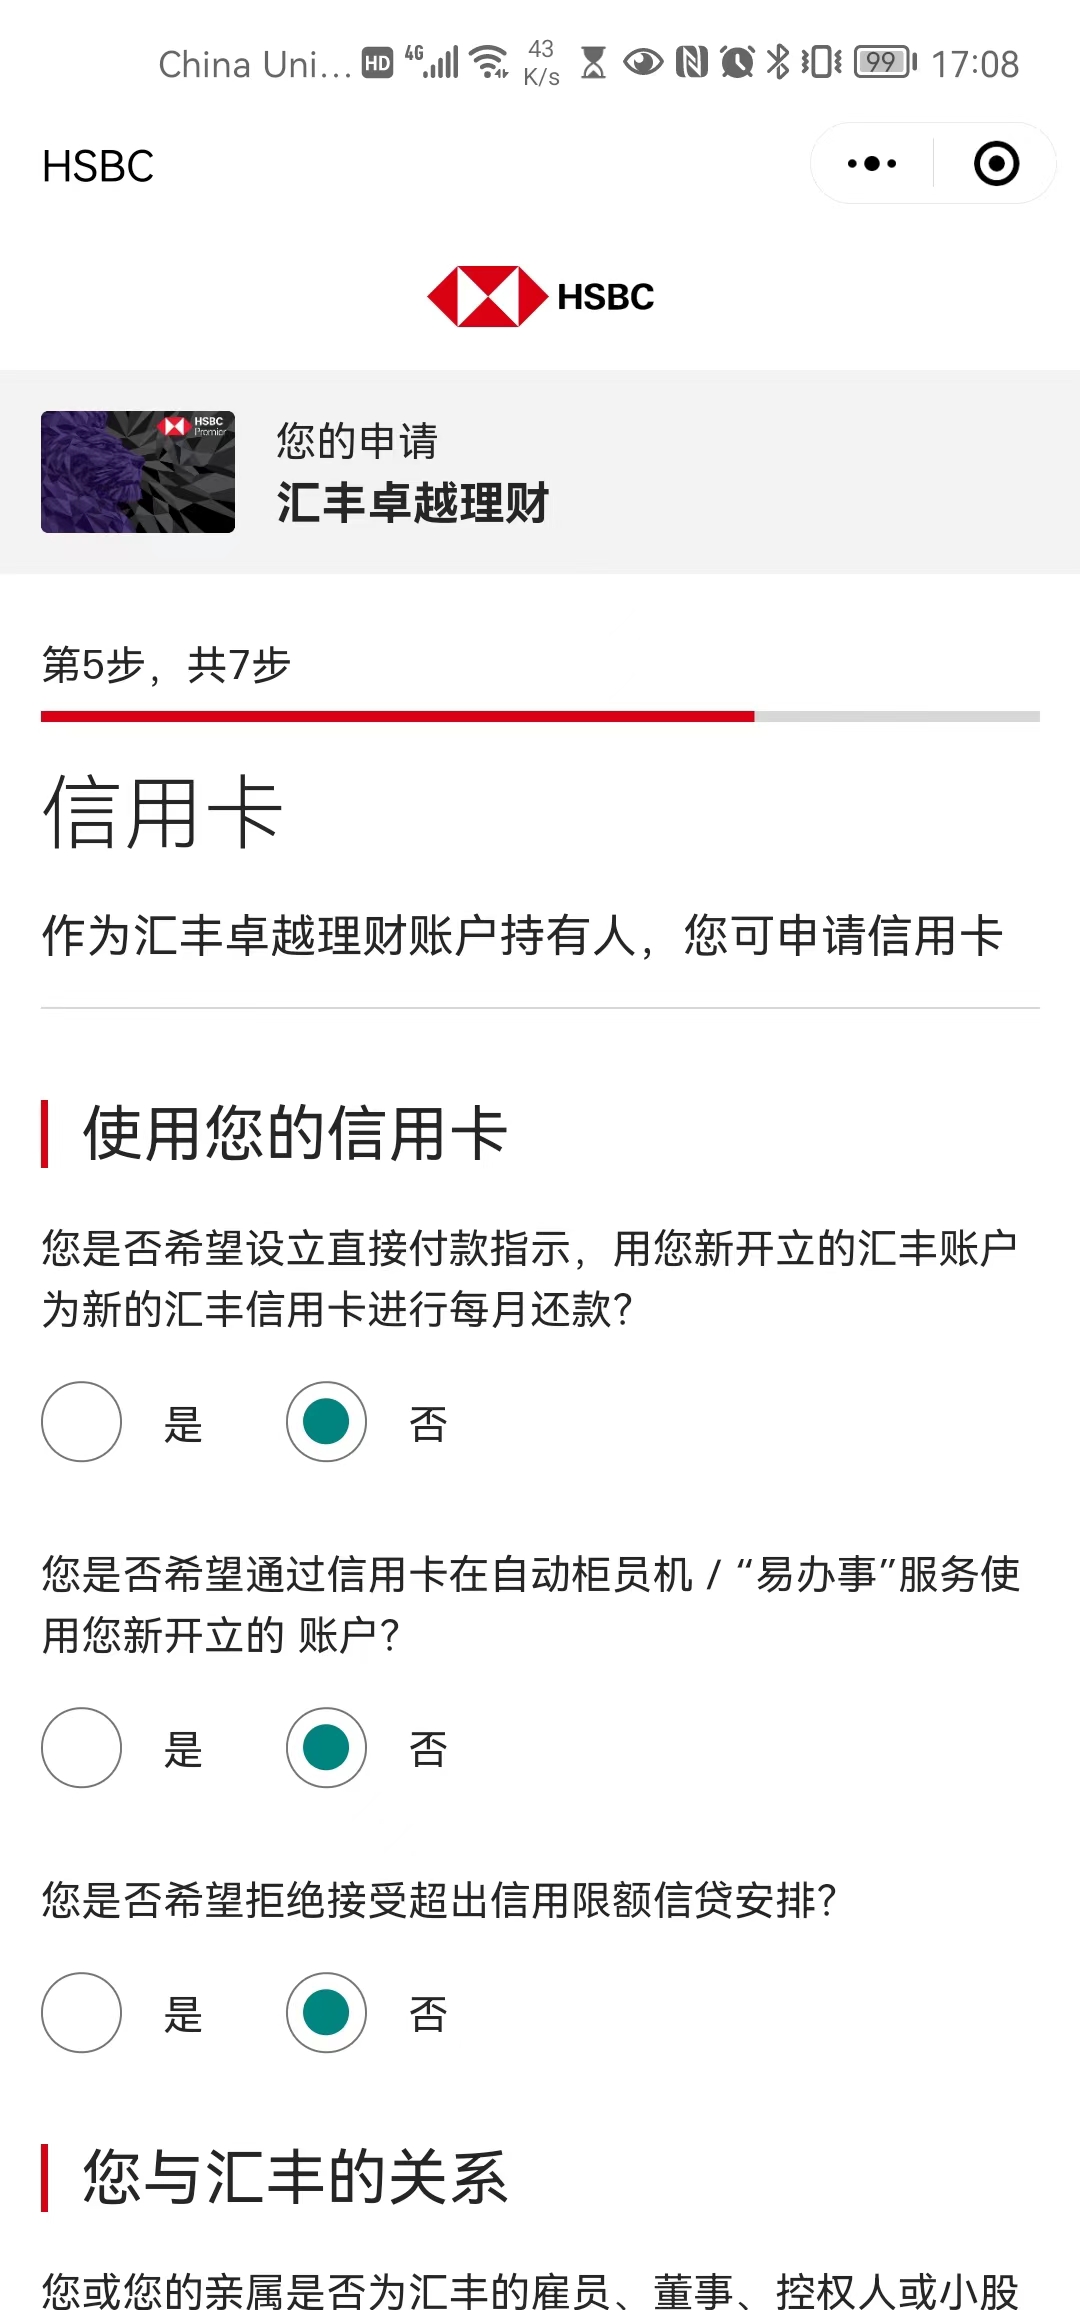 China Uni... HD 4G 43 K/s 99 17:08
HSBC
HSBC
HSBC
Premier
您的申请
汇丰卓越理财
第5步，共7步
信用卡
作为汇丰卓越理财账户持有人，您可申请信用卡
使用您的信用卡
您是否希望设立直接付款指示，用您新开立的汇丰账户
为新的汇丰信用卡进行每月还款?
是 否
您是否希望通过信用卡在自动柜员机 / “易办事”服务使
用您新开立的 账户?
是 否
您是否希望拒绝接受超出信用限额信贷安排?
是 否
您与汇丰的关系
您或您的亲属是否为汇丰的雇员、董事、控权人或小股